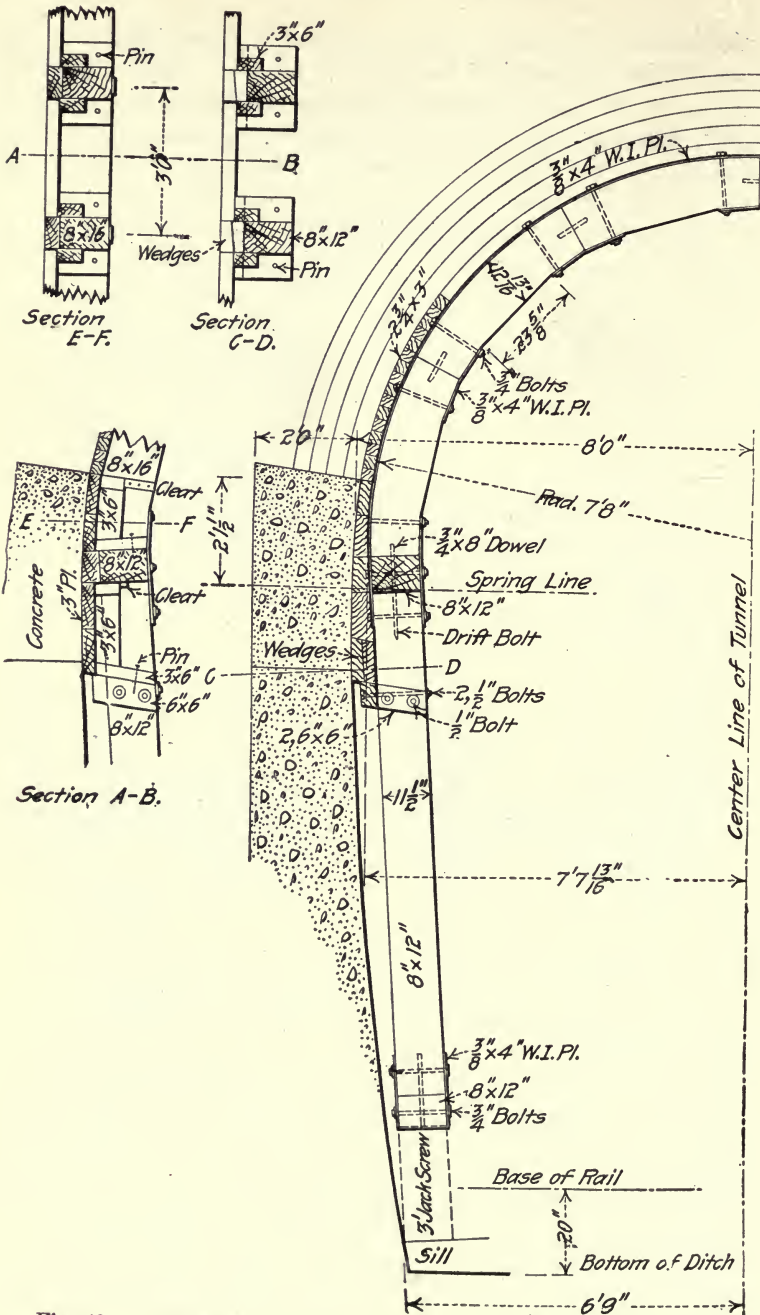 3"x6"
Pin
A
3'0"
B
8"x16"
Wedges
8"x12"
Pin
Section
E-F.
Section
C-D.
3/8"x4" W.I.Pl.
2 3/4"x3"
12 13/16"
23 5/8"
3/4" Bolts
3/8"x4" W.I.Pl.
2'0"
8'0"
Rad. 7'8"
8"x16"
Cleat
3"x6"
E
F
2'1 1/2"
3/4"x8" Dowel
8"x12"
Spring Line
Concrete
3" Pl.
Cleat
8"x12"
3"x6"
Drift Bolt
Pin
Wedges
3"x6"
C
D
6"x6"
2, 1/2" Bolts
1/2" Bolt
8"x12"
2, 6"x6"
Section A-B.
11 1/2"
Center Line of Tunnel
7'7 13/16"
8"x12"
3/8"x4" W.I.Pl.
8"x12"
3/4" Bolts
3' Jack Screw
Base of Rail
20"
Sill
Bottom of Ditch
6'9"